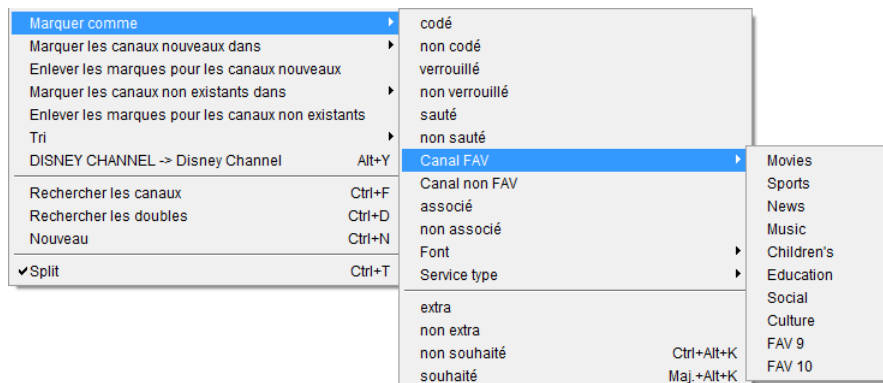 Marquer comme
Marquer les canaux nouveaux dans
Enlever les marques pour les canaux nouveaux
Marquer les canaux non existants dans
Enlever les marques pour les canaux non existants
Tri
DISNEY CHANNEL -> Disney Channel Alt+Y
Rechercher les canaux Ctrl+F
Rechercher les doubles Ctrl+D
Nouveau Ctrl+N
Split Ctrl+T
codé
non codé
verrouillé
non verrouillé
sauté
non sauté
Canal FAV
Canal non FAV
associé
non associé
Font
Service type
extra
non extra
non souhaité Ctrl+Alt+K
souhaité Maj.+Alt+K
Movies
Sports
News
Music
Children's
Education
Social
Culture
FAV 9
FAV 10